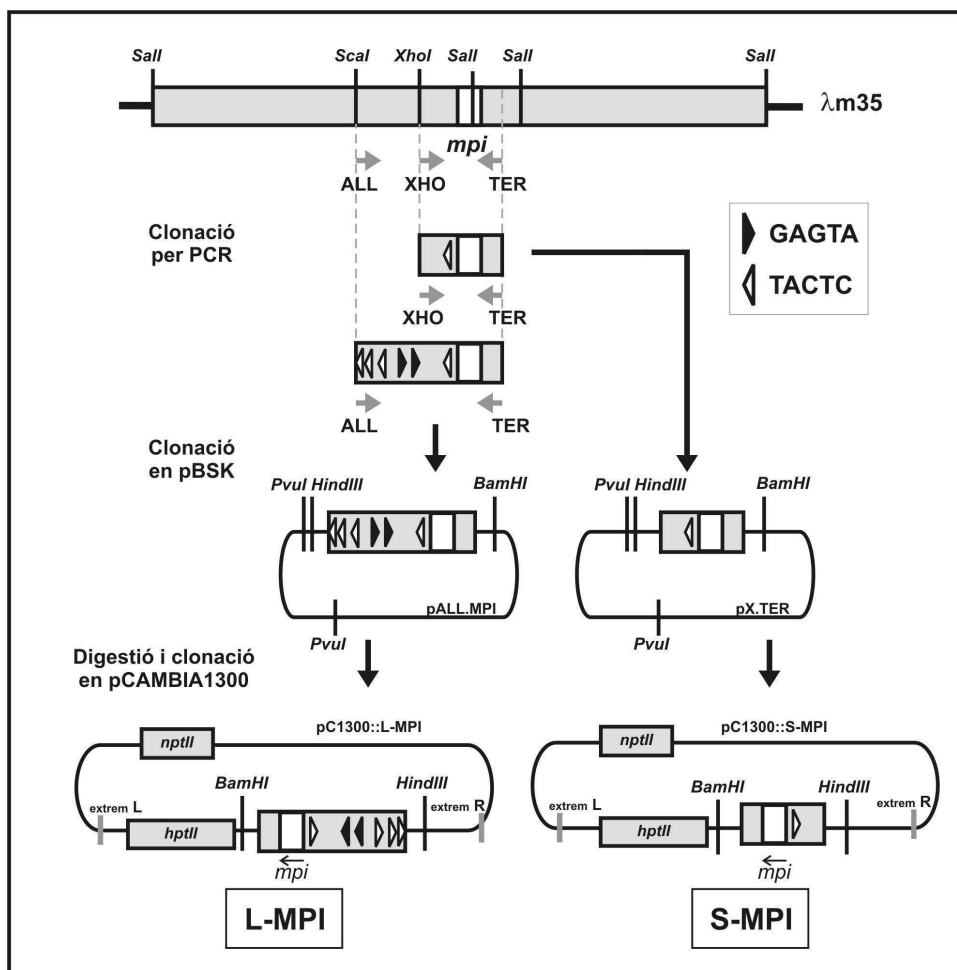 SalI ScaI XhoI SalI SalI SalI
λm35
mpi
ALL XHO TER
Clonació
per PCR
GAGTA
TACTC
XHO TER
ALL TER
Clonació
en pBSK
PvuI HindIII BamHI
PvuI HindIII BamHI
pALL.MPI
pX.TER
PvuI
PvuI
Digestió i clonació
en pCAMBIA1300
pC1300::L-MPI
pC1300::S-MPI
nptII
nptII
BamHI HindIII
BamHI HindIII
extrem L extrem R
extrem L extrem R
hptII
hptII
mpi
mpi
L-MPI
S-MPI